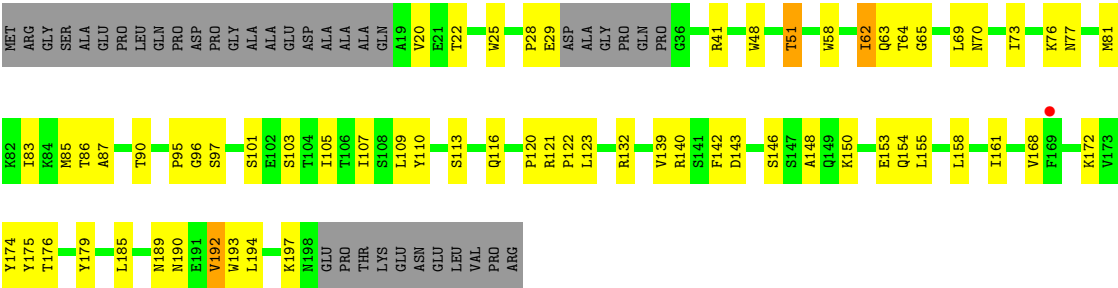 MET ARG GLY SER ALA GLU PRO LEU GLN PRO ASP PRO GLY ALA ALA GLU ASP ALA ALA ALA GLN A19 V20 E21 T22 W25 P28 E29 ASP ALA GLY PRO GLN PRO G36 R41 W48 T51 W58 I62 Q63 T64 G65 L69 N70 I73 K76 N77 M81
K82 I83 K84 M85 T86 A87 T90 P95 G96 S97 S101 E102 S103 T104 I105 T106 I107 S108 L109 Y110 S113 Q116 P120 R121 P122 L123 R132 V139 R140 S141 F142 D143 S146 S147 A148 Q149 K150 E153 Q154 L155 L158 I161 V168 F169 K172 V173
Y174 Y175 T176 Y179 L185 N189 N190 E191 V192 W193 L194 K197 N198 GLU PRO THR LYS GLU ASN GLU LEU VAL PRO ARG